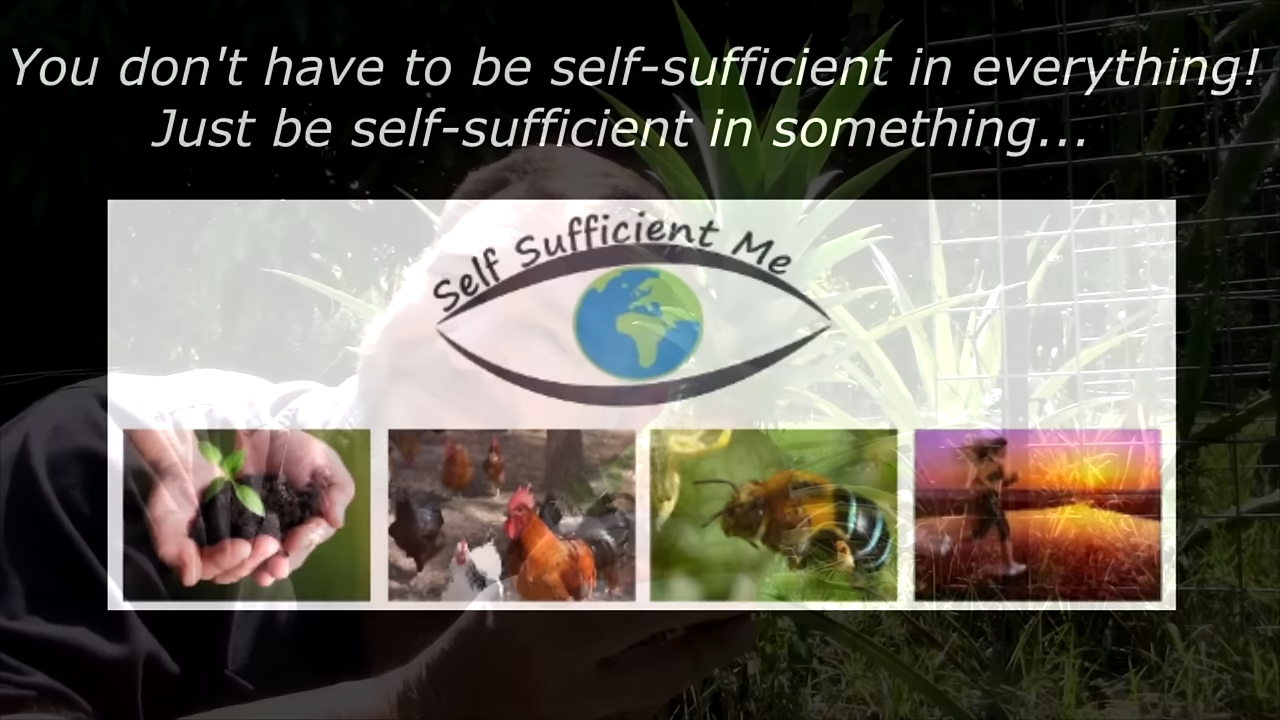 You don't have to be self-sufficient in everything!
Just be self-sufficient in something...
Self Sufficient Me